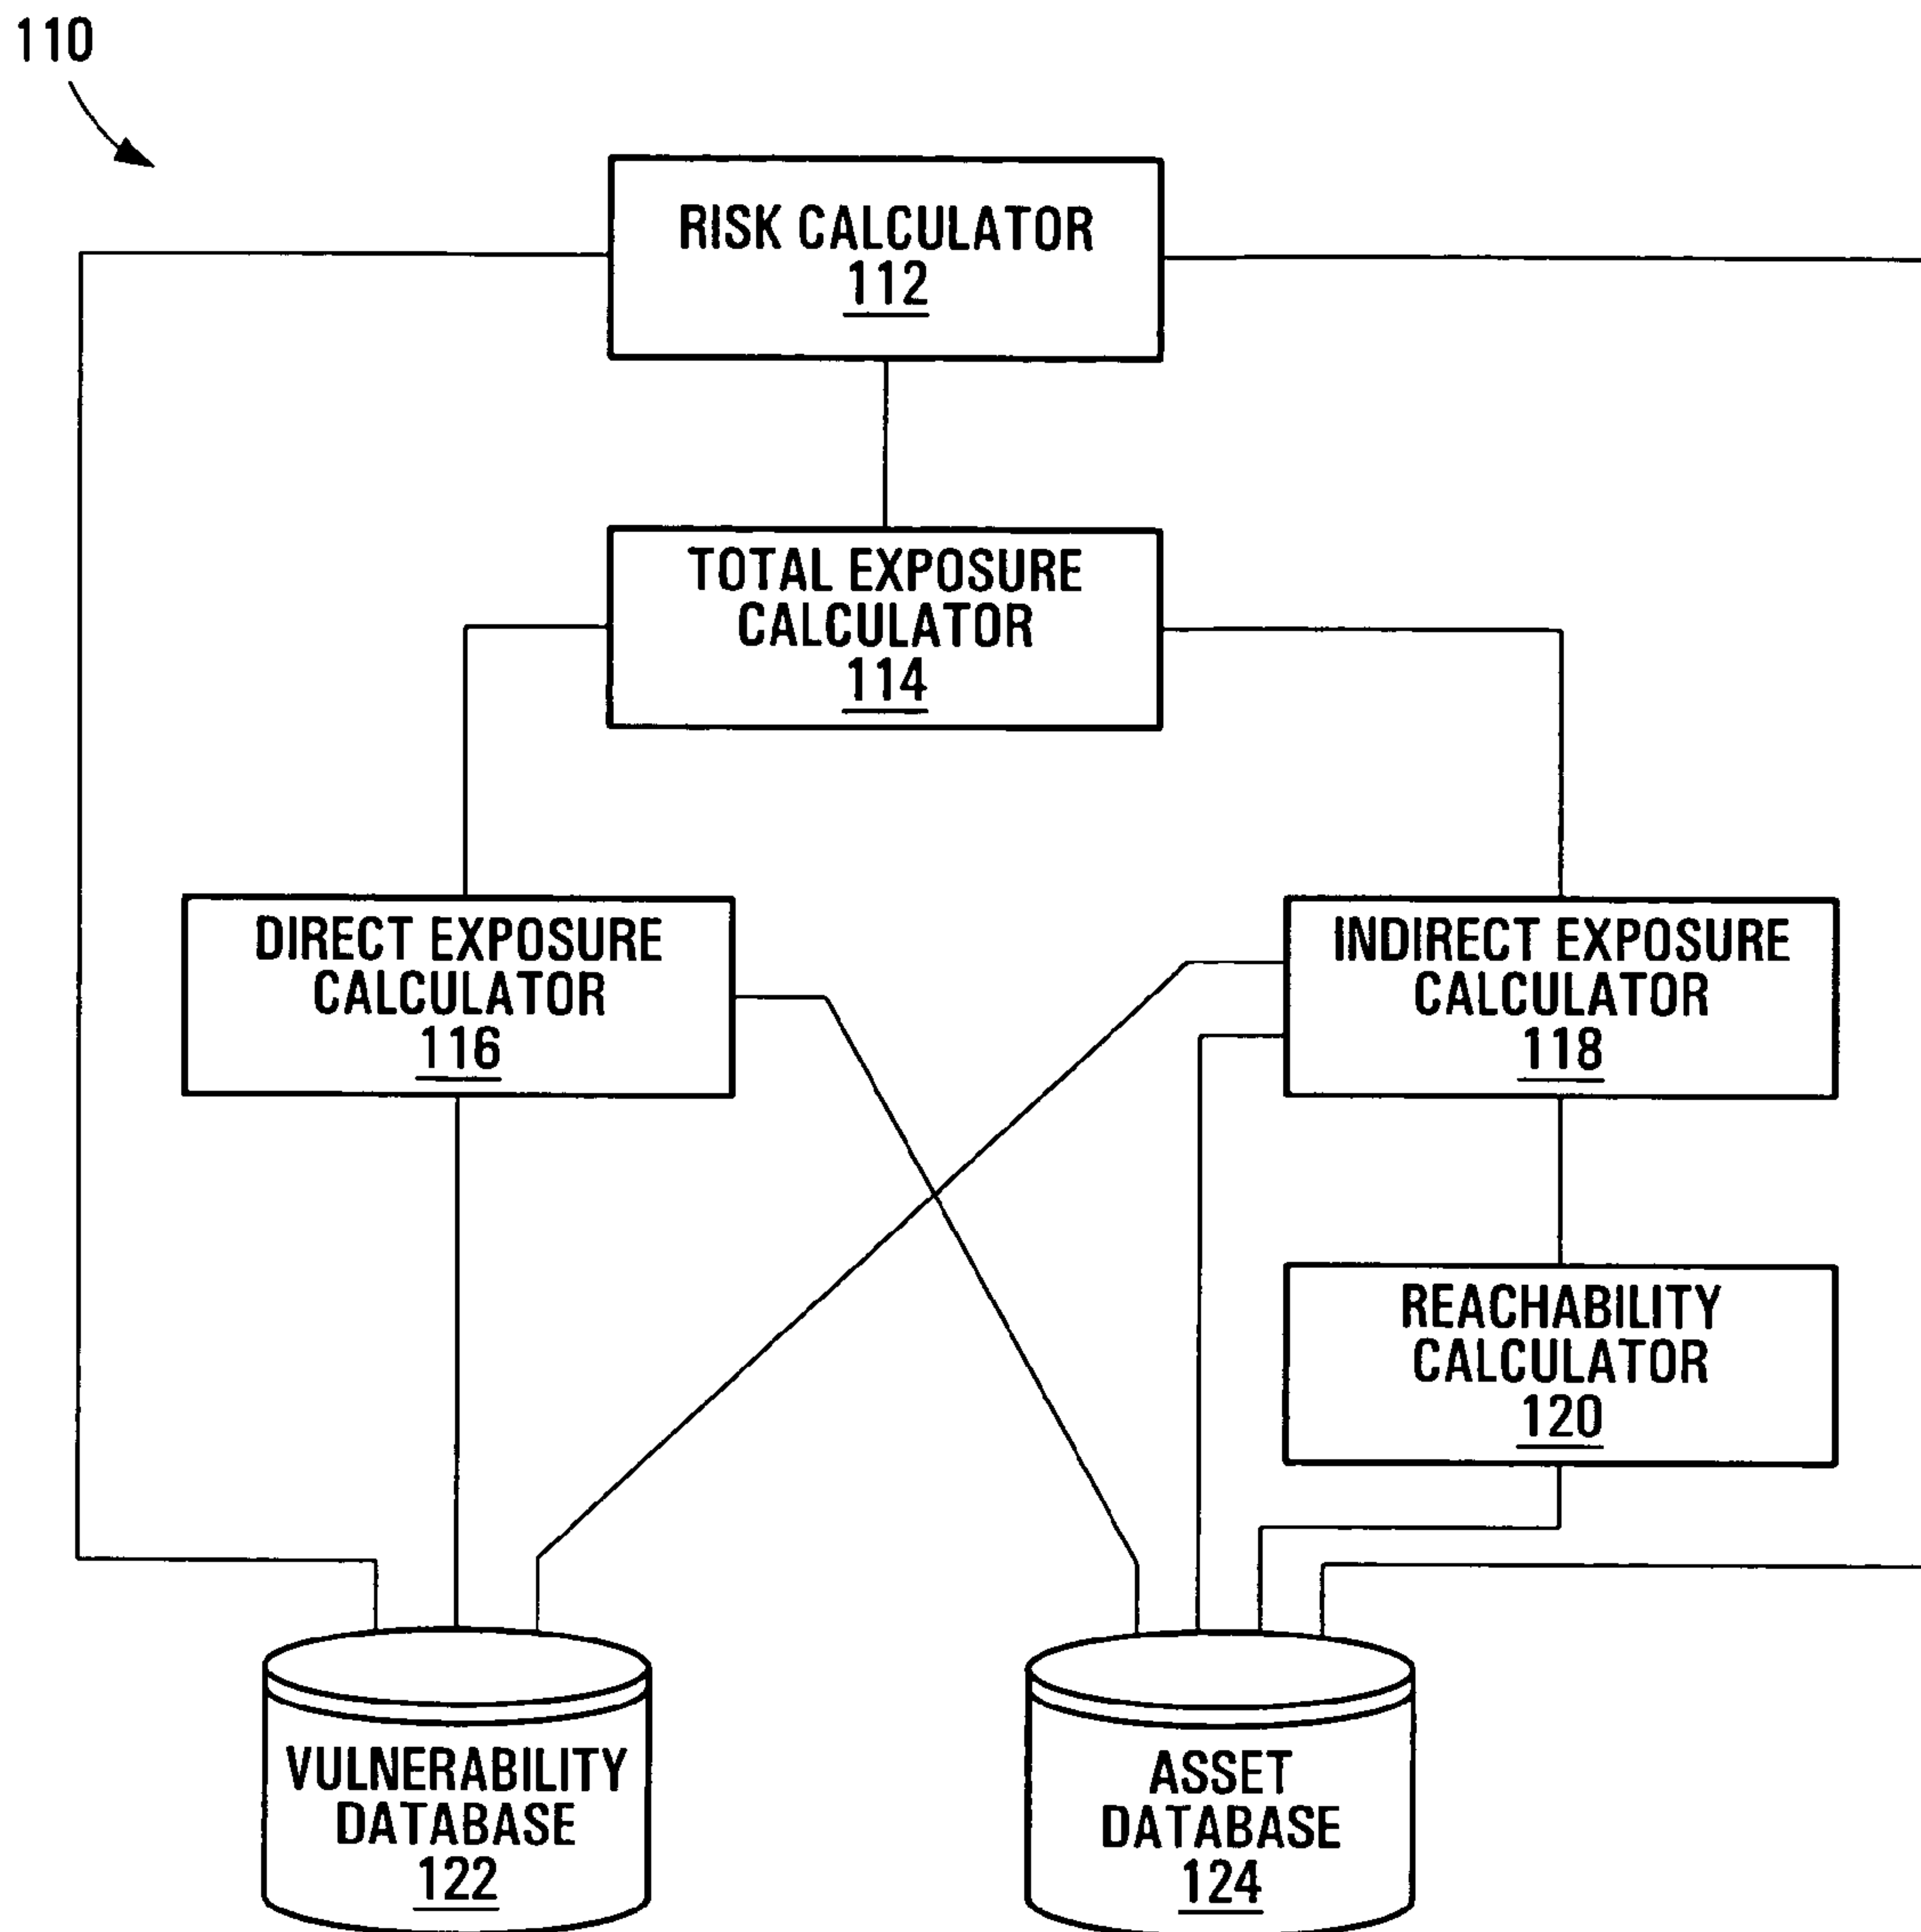 110
RISK CALCULATOR
112
TOTAL EXPOSURE
CALCULATOR
114
DIRECT EXPOSURE
CALCULATOR
116
INDIRECT EXPOSURE
CALCULATOR
118
REACHABILITY
CALCULATOR
120
VULNERABILITY
DATABASE
122
ASSET
DATABASE
124